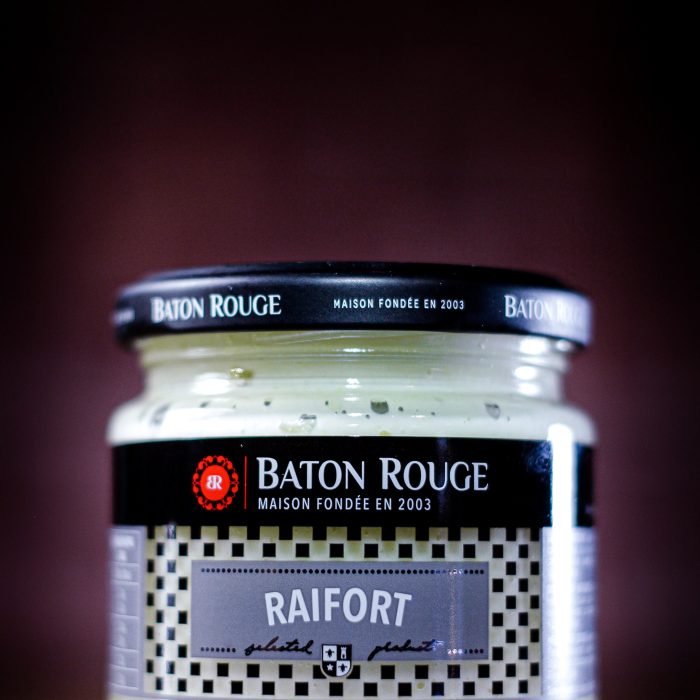 BATON ROUGE MAISON FONDÉE EN 2003 BATON ROUGE
BR BATON ROUGE
MAISON FONDÉE EN 2003
RAIFORT
selected product